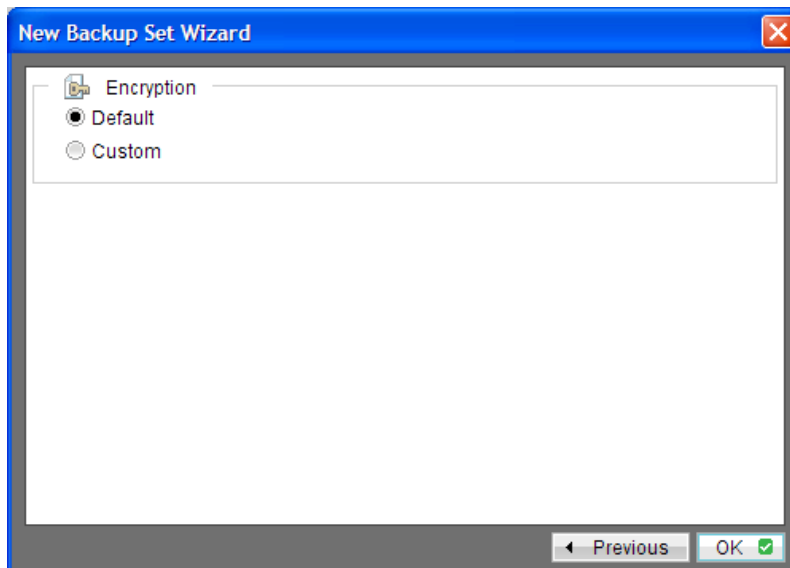 New Backup Set Wizard
Encryption
Default
Custom
Previous
OK